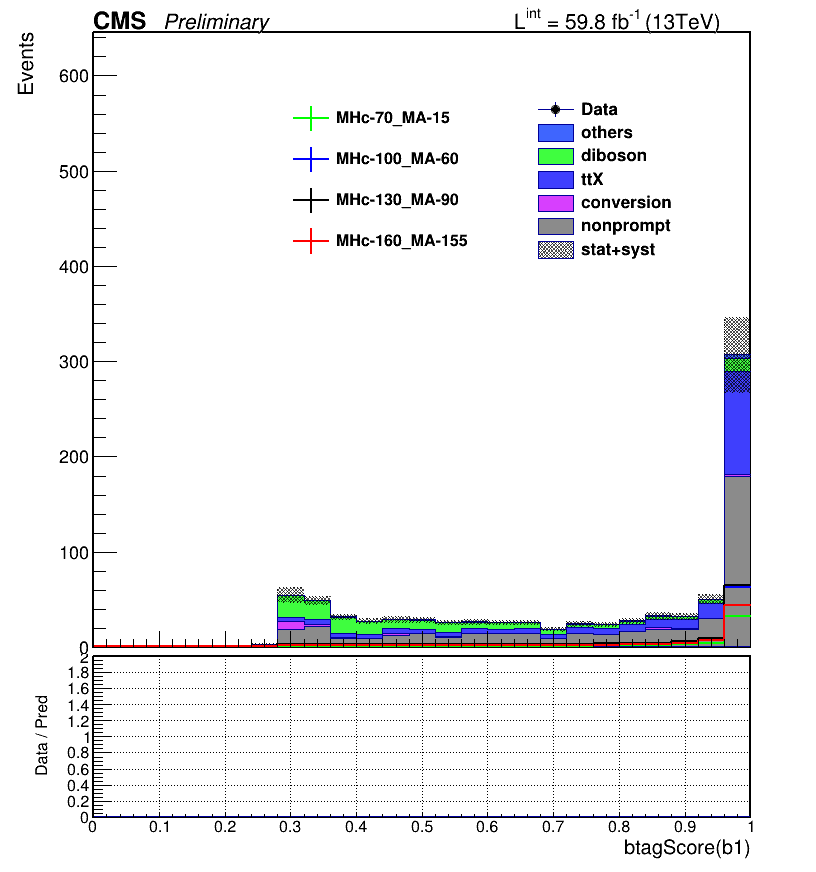 CMS Preliminary L^int = 59.8 fb^-1 (13TeV)
Events
600
500
400
300
200
100
0
MHc-70_MA-15
MHc-100_MA-60
MHc-130_MA-90
MHc-160_MA-155
Data
others
diboson
ttX
conversion
nonprompt
stat+syst
Data / Pred
2
1.8
1.6
1.4
1.2
1
0.8
0.6
0.4
0.2
0
0 0.1 0.2 0.3 0.4 0.5 0.6 0.7 0.8 0.9 1
btagScore(b1)